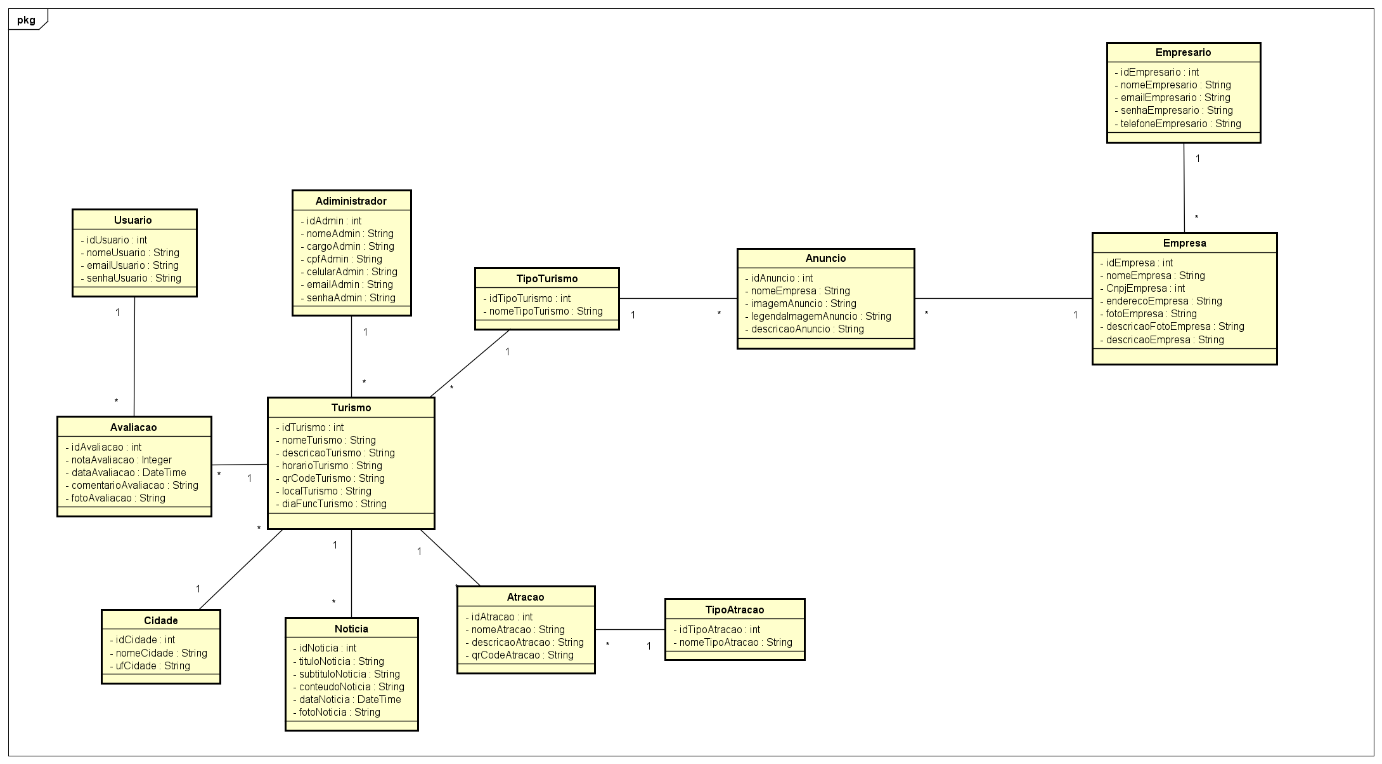 pkg
Empresario
- idEmpresario : int
- nomeEmpresario : String
- emailEmpresario : String
- senhaEmpresario : String
- telefoneEmpresario : String
1
*
Usuario
- idUsuario : int
- nomeUsuario : String
- emailUsuario : String
- senhaUsuario : String
1
*
Adiministrador
- idAdmin : int
- nomeAdmin : String
- cargoAdmin : String
- cpfAdmin : String
- celularAdmin : String
- emailAdmin : String
- senhaAdmin : String
1
*
TipoTurismo
- idTipoTurismo : int
- nomeTipoTurismo : String
1
*
1
*
Anuncio
- idAnuncio : int
- nomeEmpresa : String
- imagemAnuncio : String
- legendaImagemAnuncio : String
- descricaoAnuncio : String
*
1
Empresa
- idEmpresa : int
- nomeEmpresa : String
- CnpjEmpresa : int
- enderecoEmpresa : String
- fotoEmpresa : String
- descricaoFotoEmpresa : String
- descricaoEmpresa : String
Avaliacao
- idAvaliacao : int
- notaAvaliacao : Integer
- dataAvaliacao : DateTime
- comentarioAvaliacao : String
- fotoAvaliacao : String
*
1
Turismo
- idTurismo : int
- nomeTurismo : String
- descricaoTurismo : String
- horarioTurismo : String
- qrCodeTurismo : String
- localTurismo : String
- diaFuncTurismo : String
*
1
1
*
1
*
Cidade
- idCidade : int
- nomeCidade : String
- ufCidade : String
Noticia
- idNoticia : int
- tituloNoticia : String
- subtituloNoticia : String
- conteudoNoticia : String
- dataNoticia : DateTime
- fotoNoticia : String
Atracao
- idAtracao : int
- nomeAtracao : String
- descricaoAtracao : String
- qrCodeAtracao : String
*
1
TipoAtracao
- idTipoAtracao : int
- nomeTipoAtracao : String